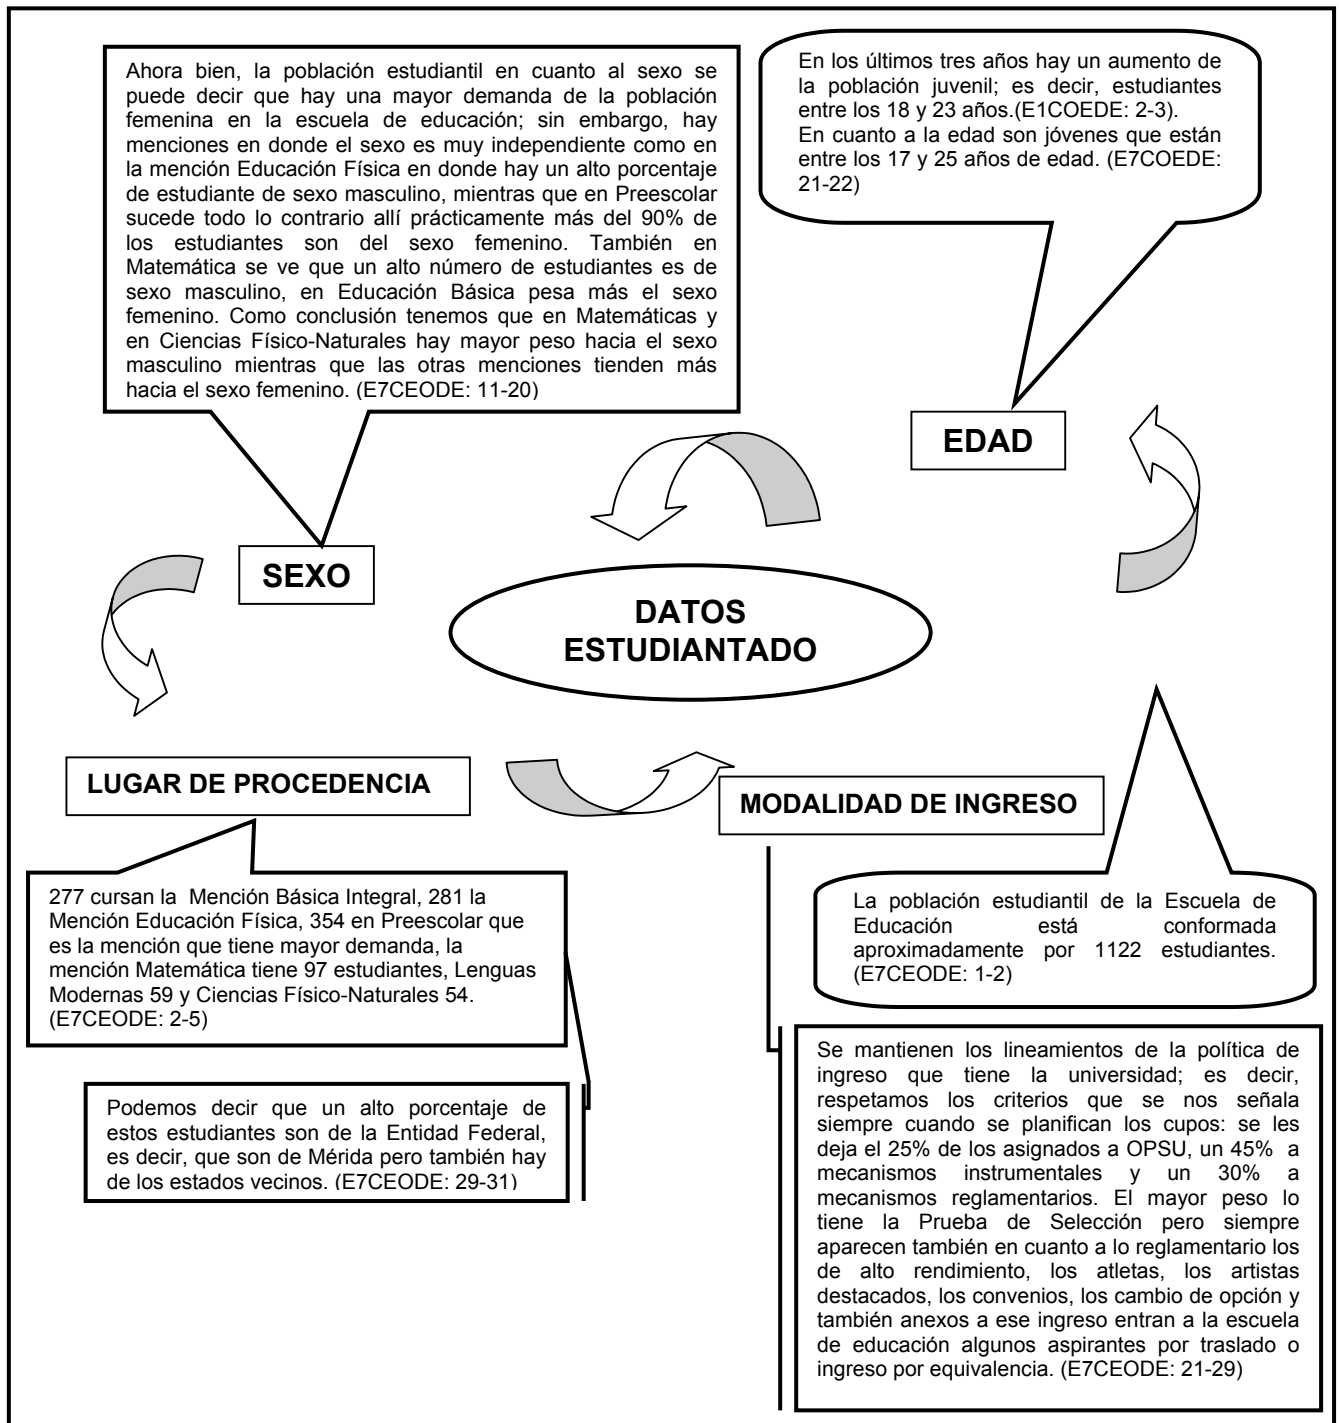 Ahora bien, la población estudiantil en cuanto al sexo se
puede decir que hay una mayor demanda de la población
femenina en la escuela de educación; sin embargo, hay
menciones en donde el sexo es muy independiente como en
la mención Educación Física en donde hay un alto porcentaje
de estudiante de sexo masculino, mientras que en Preescolar
sucede todo lo contrario allí prácticamente más del 90% de
los estudiantes son del sexo femenino. También en
Matemática se ve que un alto número de estudiantes es de
sexo masculino, en Educación Básica pesa más el sexo
femenino. Como conclusión tenemos que en Matemáticas y
en Ciencias Físico-Naturales hay mayor peso hacia el sexo
masculino mientras que las otras menciones tienden más
hacia el sexo femenino. (E7CEODE: 11-20)
En los últimos tres años hay un aumento de
la población juvenil; es decir, estudiantes
entre los 18 y 23 años.(E1COEDE: 2-3).
En cuanto a la edad son jóvenes que están
entre los 17 y 25 años de edad. (E7COEDE:
21-22)
EDAD
SEXO
DATOS
ESTUDIANTADO
LUGAR DE PROCEDENCIA
MODALIDAD DE INGRESO
277 cursan la Mención Básica Integral, 281 la
Mención Educación Física, 354 en Preescolar que
es la mención que tiene mayor demanda, la
mención Matemática tiene 97 estudiantes, Lenguas
Modernas 59 y Ciencias Físico-Naturales 54.
(E7CEODE: 2-5)
La población estudiantil de la Escuela de
Educación está conformada
aproximadamente por 1122 estudiantes.
(E7CEODE: 1-2)
Podemos decir que un alto porcentaje de
estos estudiantes son de la Entidad Federal,
es decir, que son de Mérida pero también hay
de los estados vecinos. (E7CEODE: 29-31)
Se mantienen los lineamientos de la política de
ingreso que tiene la universidad; es decir,
respetamos los criterios que se nos señala
siempre cuando se planifican los cupos: se les
deja el 25% de los asignados a OPSU, un 45% a
mecanismos instrumentales y un 30% a
mecanismos reglamentarios. El mayor peso lo
tiene la Prueba de Selección pero siempre
aparecen también en cuanto a lo reglamentario los
de alto rendimiento, los atletas, los artistas
destacados, los convenios, los cambio de opción y
también anexos a ese ingreso entran a la escuela
de educación algunos aspirantes por traslado o
ingreso por equivalencia. (E7CEODE: 21-29)